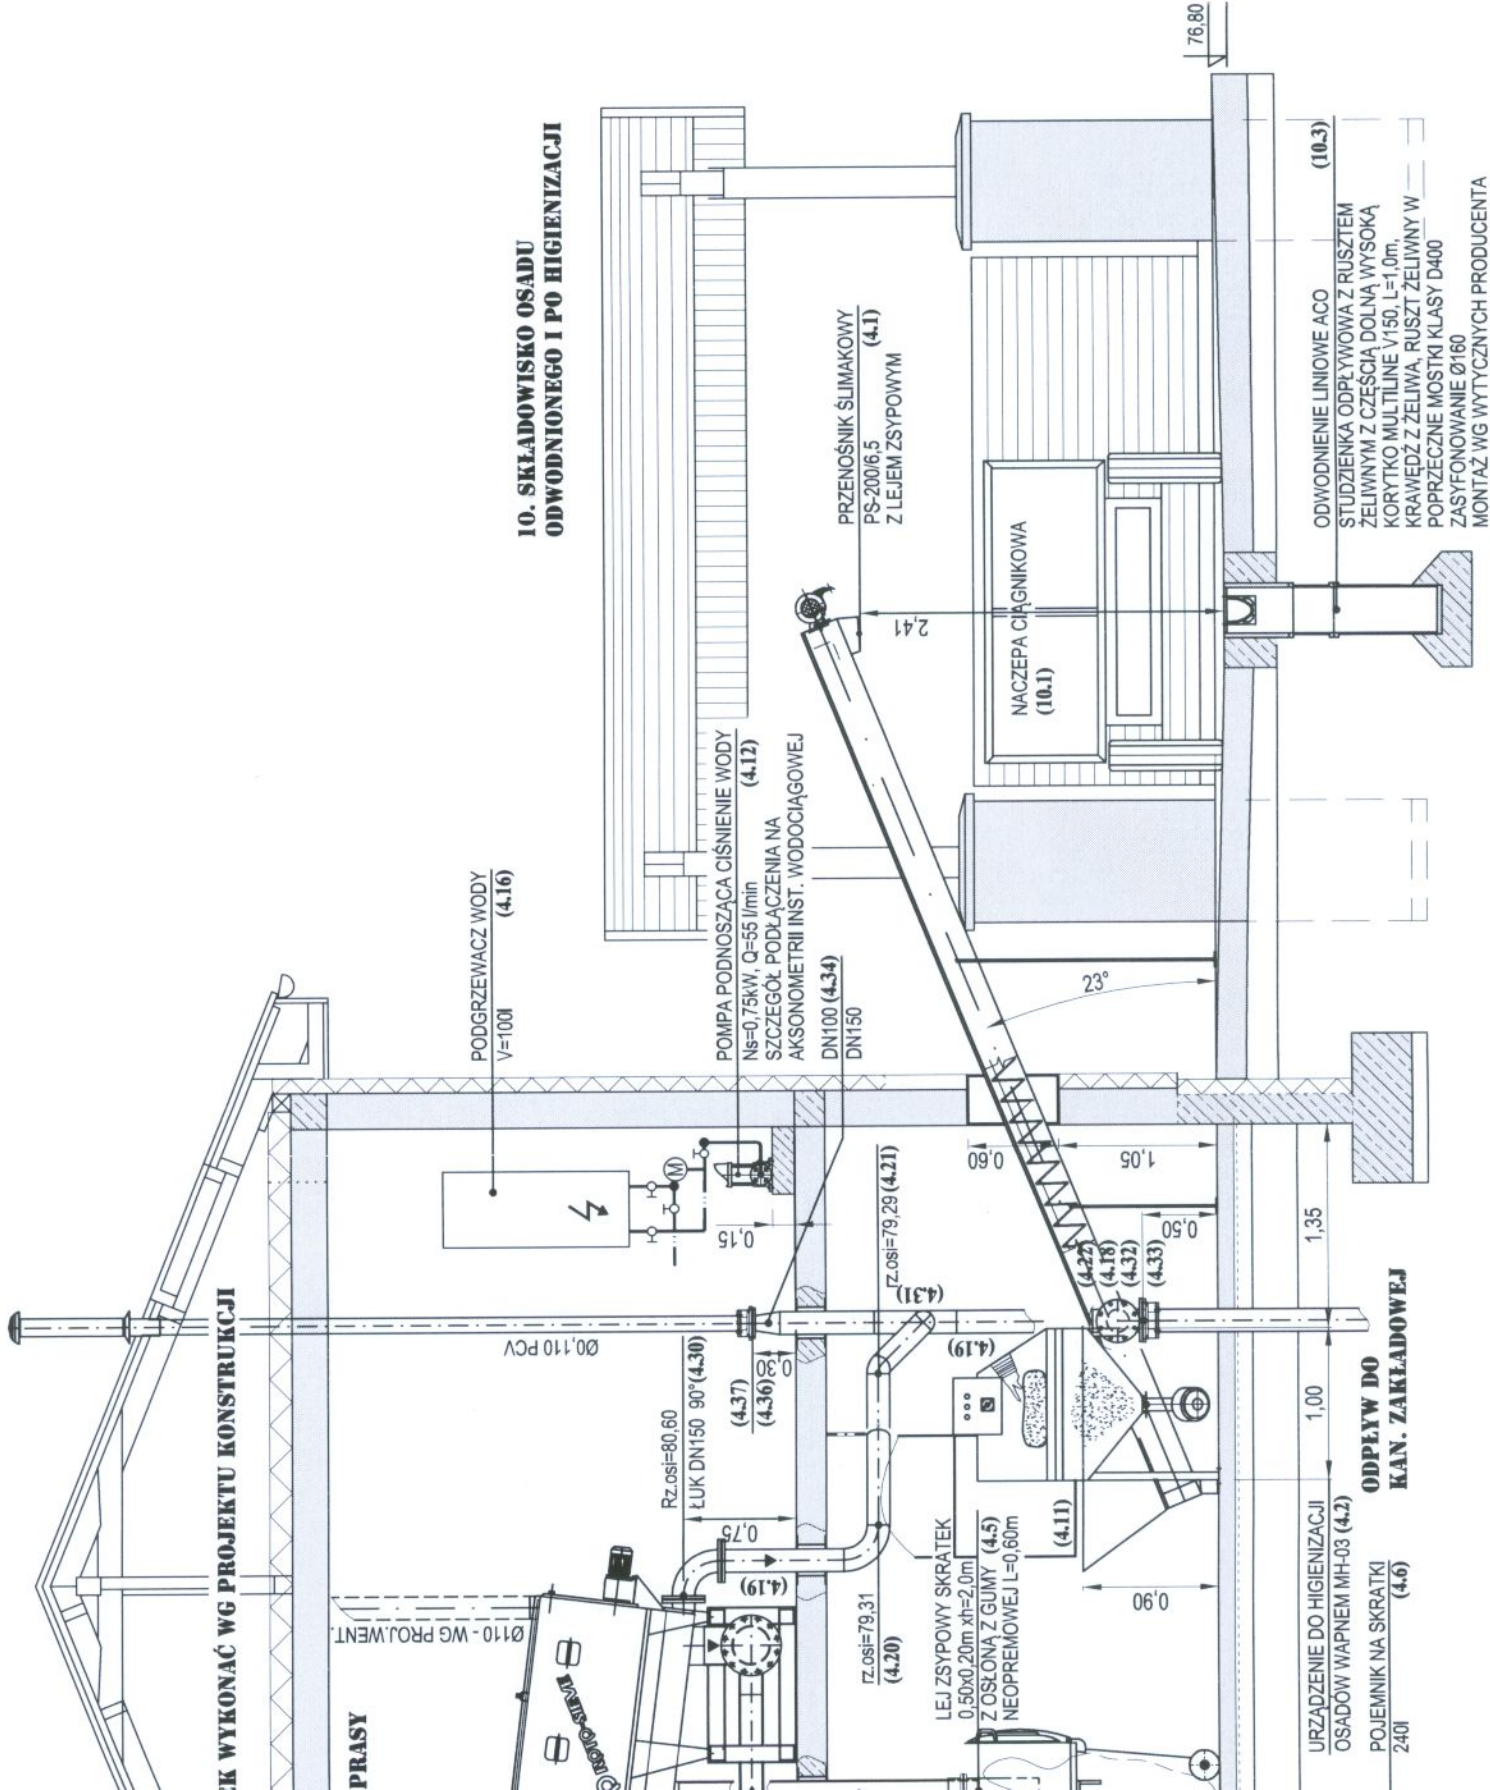 76,80
10. SKŁADOWISKO OSADU
ODWODNIONEGO I PO HIGIENIZACJI
PRZENOŚNIK ŚLIMAKOWY
(4.1)
PS-200/6,5
Z LEJEM ZSYPOWYM
2,41
NACZEPA CIĄGNIKOWA
(10.1)
ODWODNIENIE LINIOWE ACO
(10.3)
STUDZIENKA ODPŁYWOWA Z RUSZTEM
ŻELIWNYM Z CZĘŚCIĄ DOLNĄ WYSOKĄ
KORYTKO MULTILINE V150, L=1,0m,
KRAWĘDŹ Z ŻELIWA, RUSZT ŻELIWNY W
POPRZECZNE MOSTKI KLASY D400
ZASYFONOWANIE Ø160
MONTAŻ WG WYTYCZNYCH PRODUCENTA
PODGRZEWACZ WODY
(4.16)
V=100l
POMPA PODNOSZĄCA CIŚNIENIE WODY
(4.12)
Ns=0,75kW, Q=55 l/min
SZCZEGÓŁ PODŁĄCZENIA NA
AKSONOMETRII INST. WODOCIĄGOWEJ
DN100 (4.34)
DN150
23°
M
0,15
0,60
1,05
0,50
1,35
1,00
rz.osi=79,29 (4.21)
(4.31)
(4.19)
(4.22)
(4.18)
(4.32)
(4.33)
Ø0,110 PCV
0,30
(4.37)
(4.36)
Rz.osi=80,60
ŁUK DN150 90°(4.30)
0,75
(4.19)
rz.osi=79,31
(4.20)
EK WYKONAĆ WG PROJEKTU KONSTRUKCJI
PRASY
Ø110 - WG PROJ.WENT.
ROTO-SIEVE
LEJ ZSYPOWY SKRATEK
0,50x0,20m xh=2,0m
Z OSŁONĄ Z GUMY (4.5)
NEOPREMOWEJ L=0,60m
(4.11)
0,90
ODPŁYW DO
KAN. ZAKŁADOWEJ
URZĄDZENIE DO HIGIENIZACJI
OSADÓW WAPNEM MH-03 (4.2)
POJEMNIK NA SKRATKI
(4.6)
240l